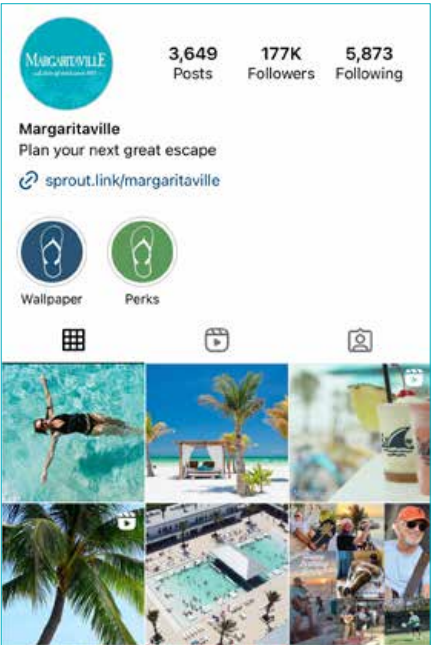 MARGARITAVILLE
3,649
Posts
177K
Followers
5,873
Following
Margaritaville
Plan your next great escape
sprout.link/margaritaville
Wallpaper
Perks